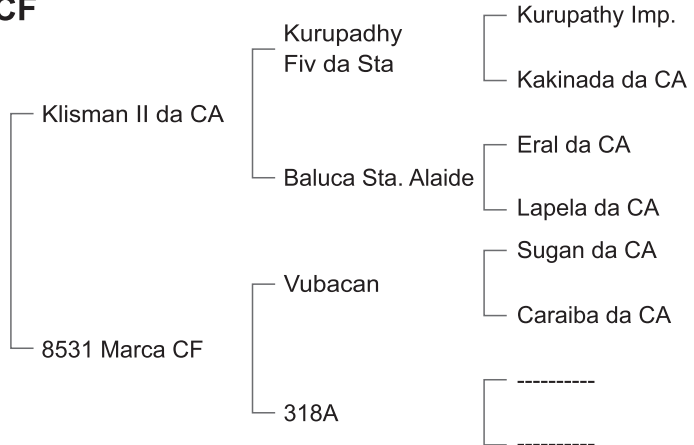 CF
Kurupathy Imp.
Kurupadhy
Fiv da Sta
Kakinada da CA
Klisman II da CA
Eral da CA
Baluca Sta. Alaide
Lapela da CA
Sugan da CA
Vubacan
Caraiba da CA
8531 Marca CF
----------
318A
----------